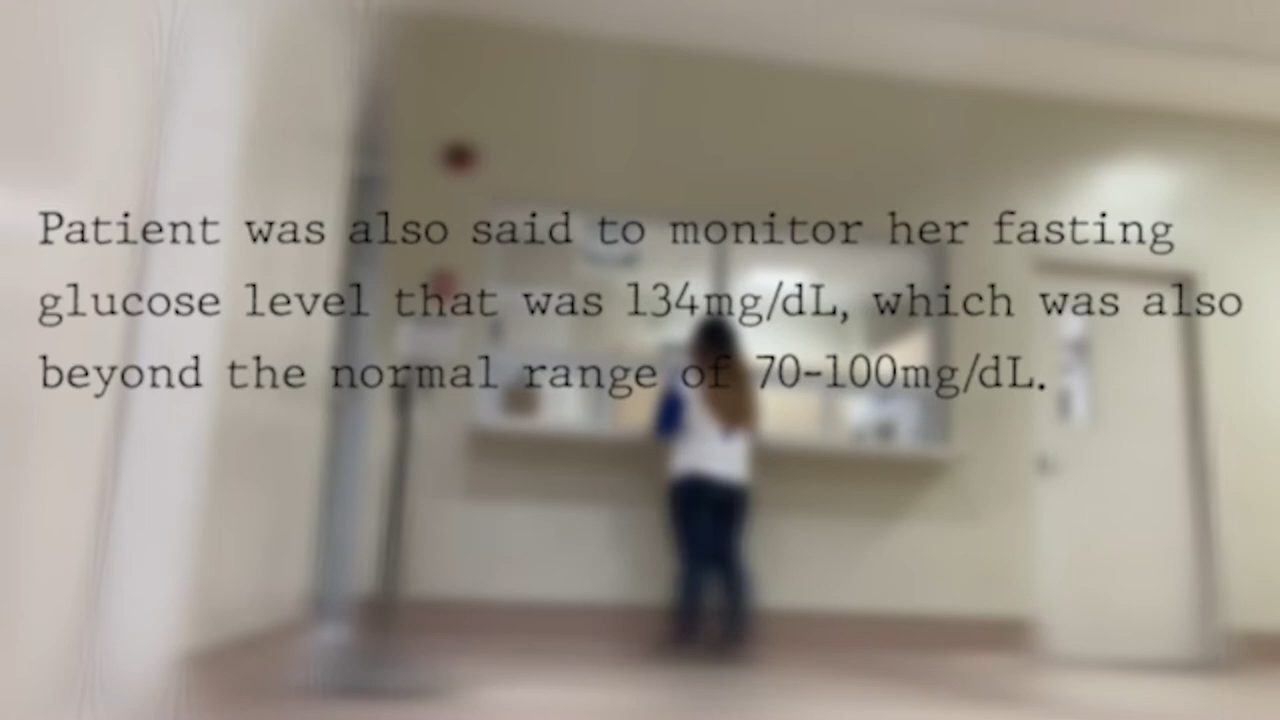 Patient was also said to monitor her fasting
glucose level that was 134mg/dL, which was also
beyond the normal range of 70-100mg/dL.